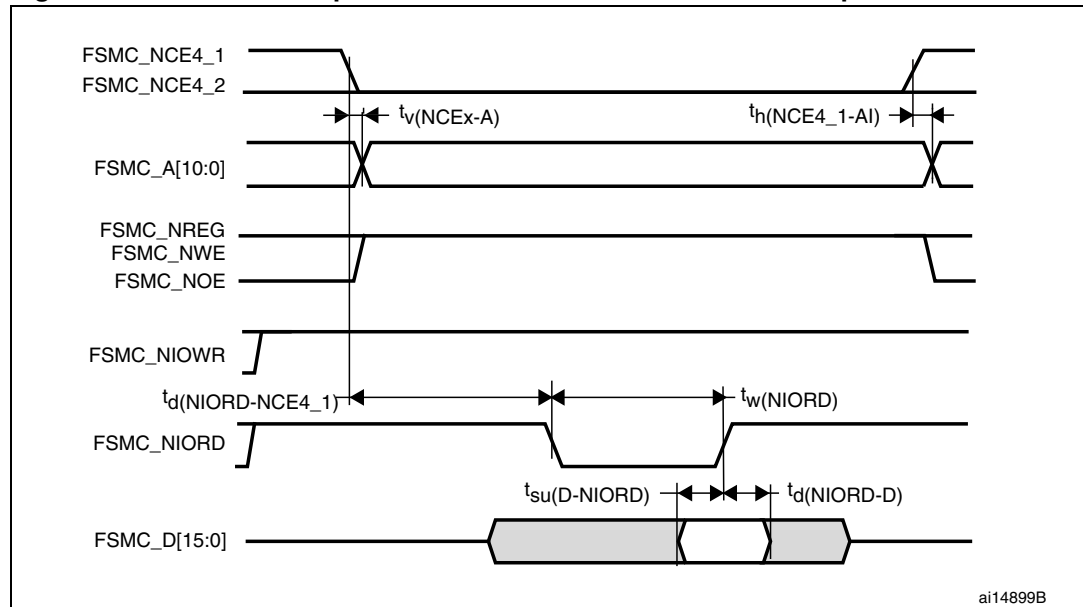 FSMC_NCE4_1
FSMC_NCE4_2
tv(NCEx-A)
th(NCE4_1-AI)
FSMC_A[10:0]
FSMC_NREG
FSMC_NWE
FSMC_NOE
FSMC_NIOWR
td(NIORD-NCE4_1)
tw(NIORD)
FSMC_NIORD
tsu(D-NIORD)
td(NIORD-D)
FSMC_D[15:0]
ai14899B